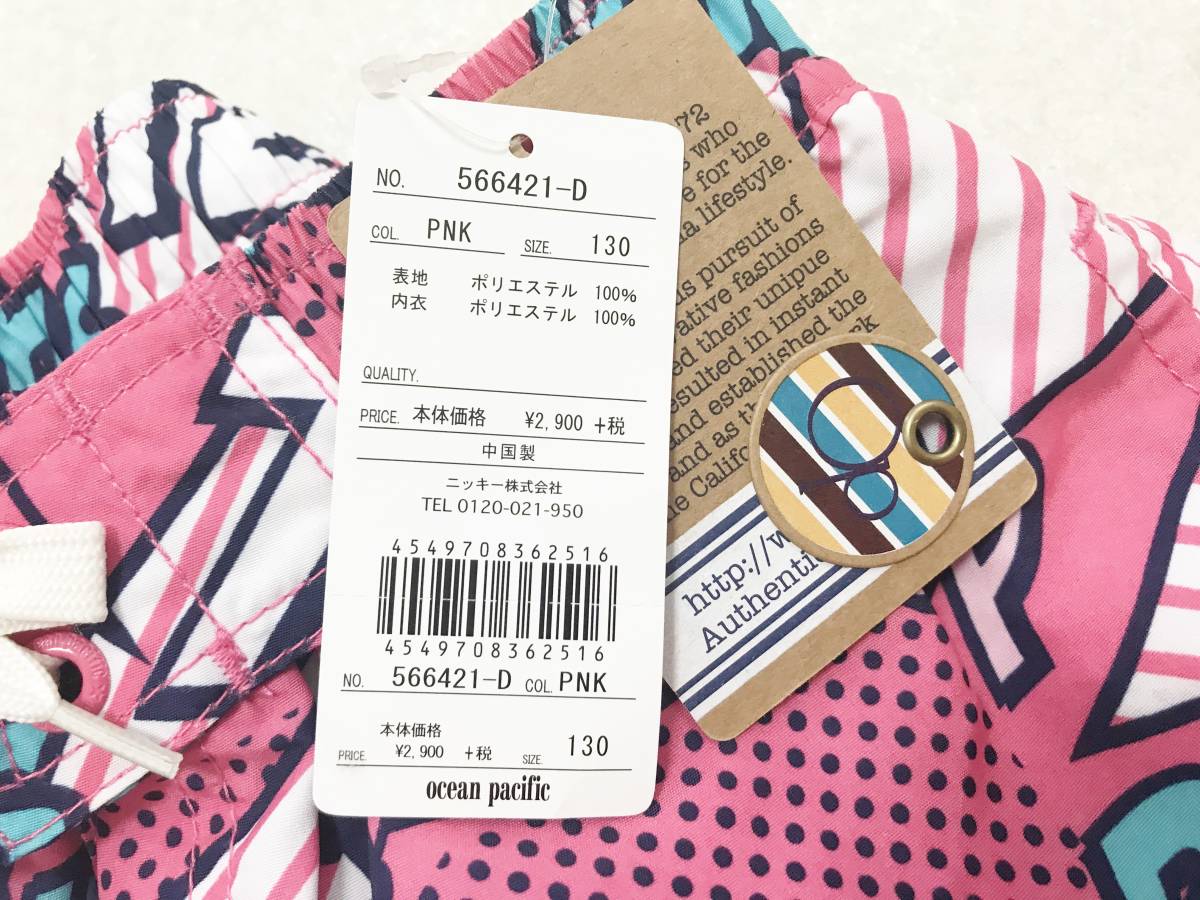 NO. 566421-D
COL. PNK SIZE. 130
表地 ポリエステル 100%
内衣 ポリエステル 100%
QUALITY.
PRICE. 本体価格 ¥2,900 +税
中国製
ニッキー株式会社
TEL 0120-021-950
4549708362516
4549708362516
NO. 566421-D COL. PNK
本体価格
PRICE. ¥2,900 +税 SIZE. 130
ocean pacific
72
who
for the
lifestyle.
pursuit of
ative fashions
their unipue
esulted in instant
and established the
and as
Calif
http://w
Authenti